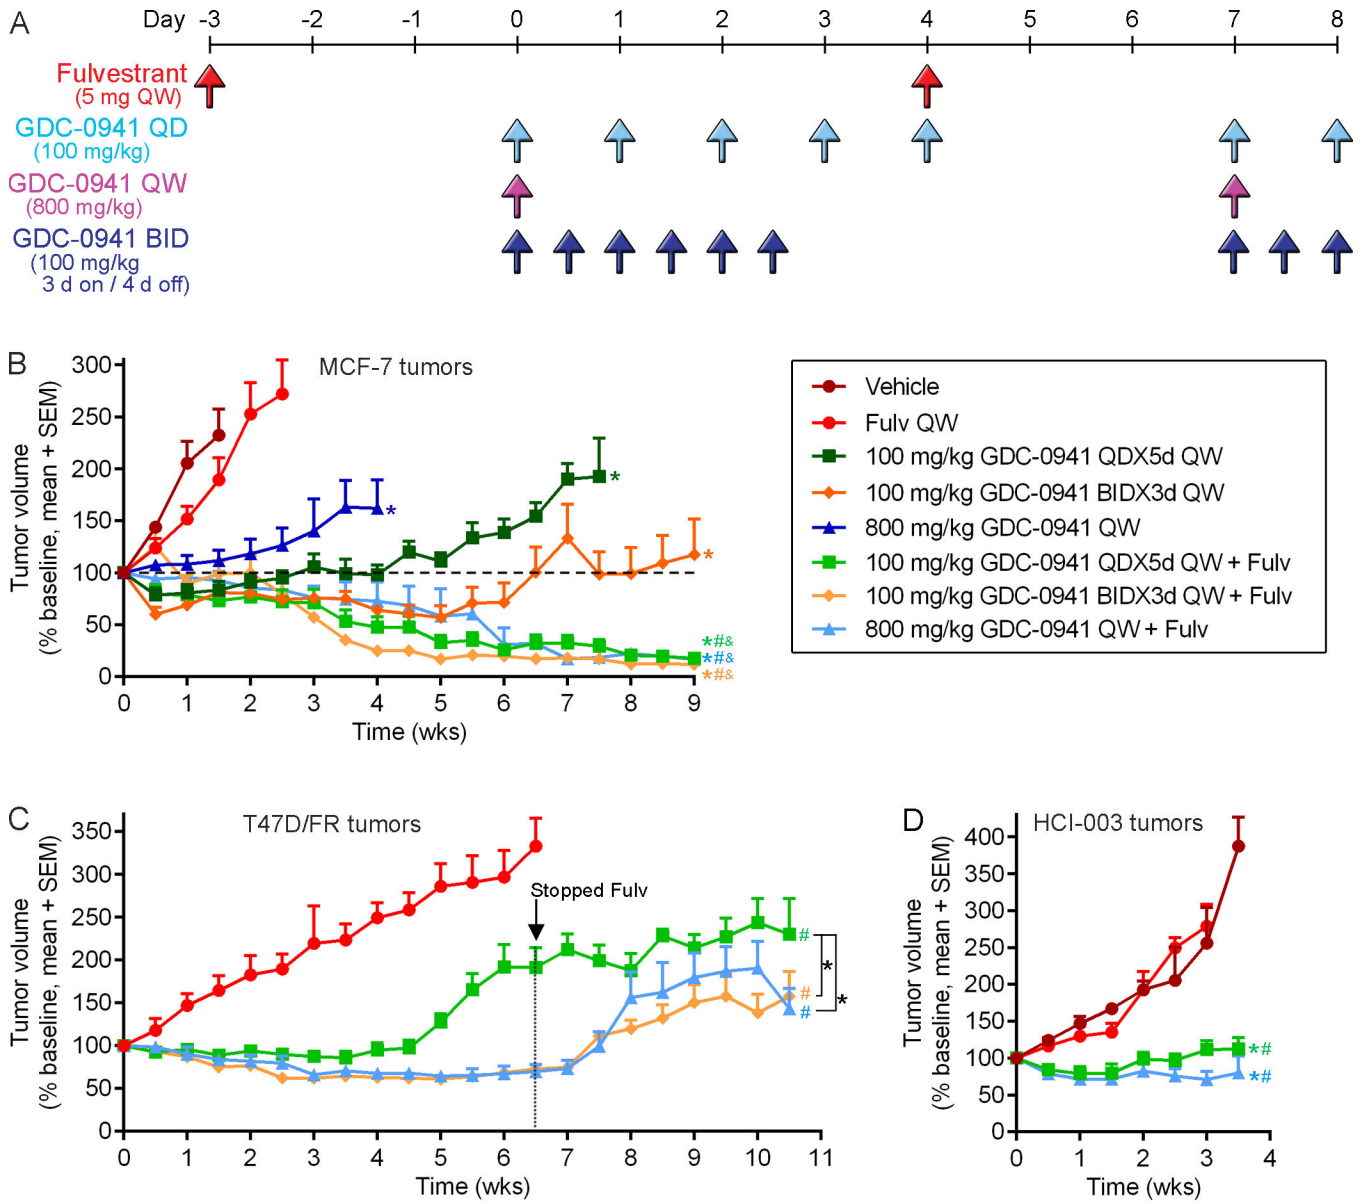 A
Day -3 -2 -1 0 1 2 3 4 5 6 7 8
Fulvestrant
(5 mg QW)
GDC-0941 QD
(100 mg/kg)
GDC-0941 QW
(800 mg/kg)
GDC-0941 BID
(100 mg/kg
3 d on / 4 d off)
B
MCF-7 tumors
Tumor volume
(% baseline, mean + SEM)
300
250
200
150
100
50
0
*
*
*
*#&
*#&
*#&
0 1 2 3 4 5 6 7 8 9
Time (wks)
Vehicle
Fulv QW
100 mg/kg GDC-0941 QDX5d QW
100 mg/kg GDC-0941 BIDX3d QW
800 mg/kg GDC-0941 QW
100 mg/kg GDC-0941 QDX5d QW + Fulv
100 mg/kg GDC-0941 BIDX3d QW + Fulv
800 mg/kg GDC-0941 QW + Fulv
C
T47D/FR tumors
Tumor volume
(% baseline, mean + SEM)
350
300
250
200
150
100
50
0
Stopped Fulv
#
#
#
*
*
0 1 2 3 4 5 6 7 8 9 10 11
Time (wks)
D
HCI-003 tumors
Tumor volume
(% baseline, mean + SEM)
400
350
300
250
200
150
100
50
0
*#
*#
0 1 2 3 4
Time (wks)